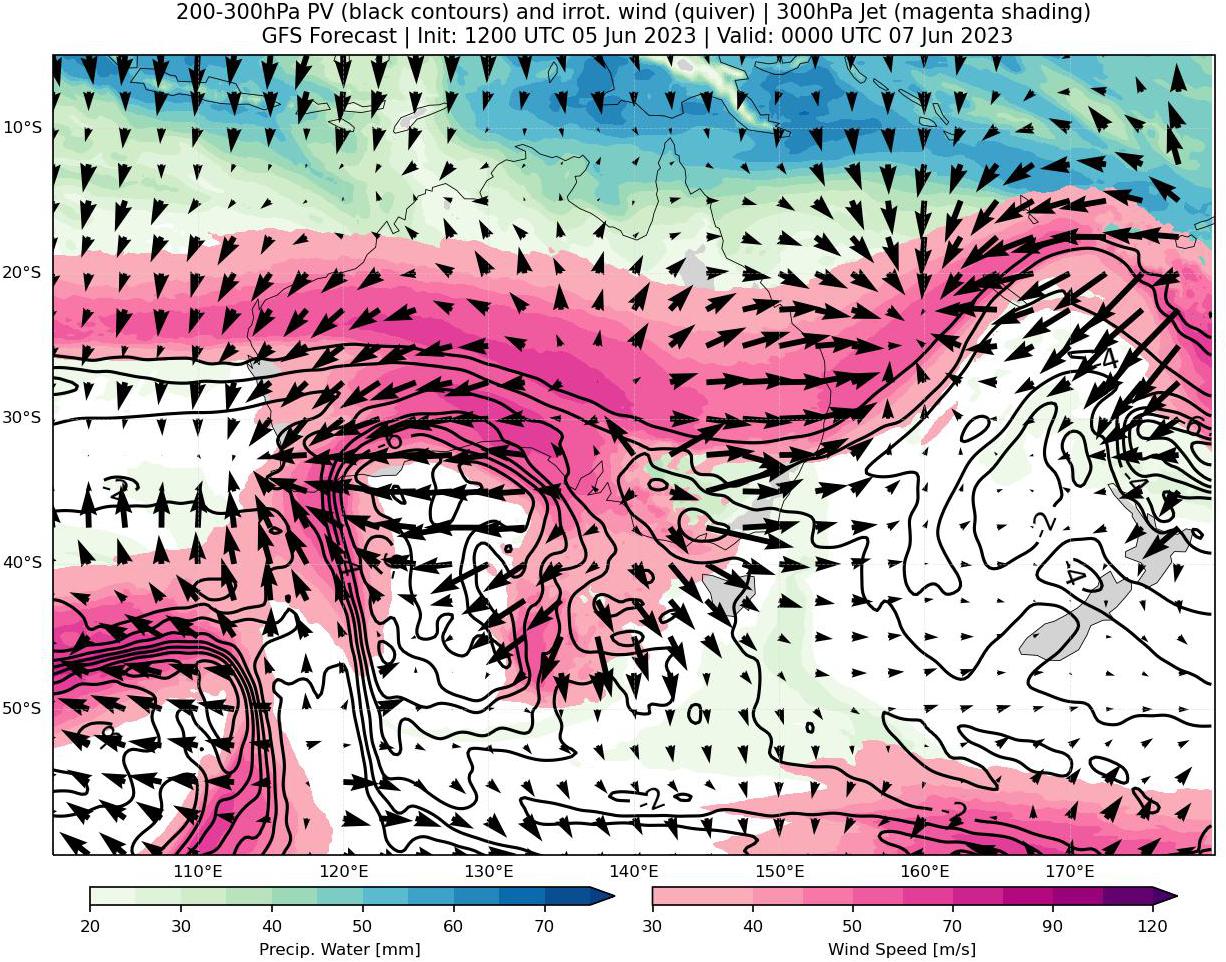 200-300hPa PV (black contours) and irrot. wind (quiver) | 300hPa Jet (magenta shading)
GFS Forecast | Init: 1200 UTC 05 Jun 2023 | Valid: 0000 UTC 07 Jun 2023
10°S
20°S
-4
30°S
-6
-6
-2
-2
40°S
-4
50°S
-2
-2
110°E 120°E 130°E 140°E 150°E 160°E 170°E
20 30 40 50 60 70
30 40 50 70 90 120
Precip. Water [mm]
Wind Speed [m/s]